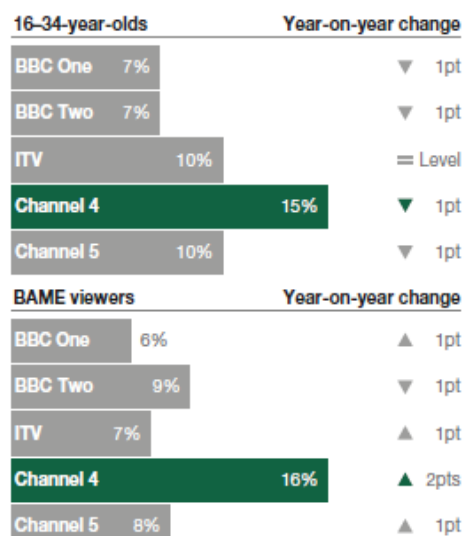 16–34-year-olds Year-on-year change
BBC One 7% ▼ 1pt
BBC Two 7% ▼ 1pt
ITV 10% = Level
Channel 4 15% ▼ 1pt
Channel 5 10% ▼ 1pt
BAME viewers Year-on-year change
BBC One 6% ▲ 1pt
BBC Two 9% ▼ 1pt
ITV 7% ▲ 1pt
Channel 4 16% ▲ 2pts
Channel 5 8% ▲ 1pt